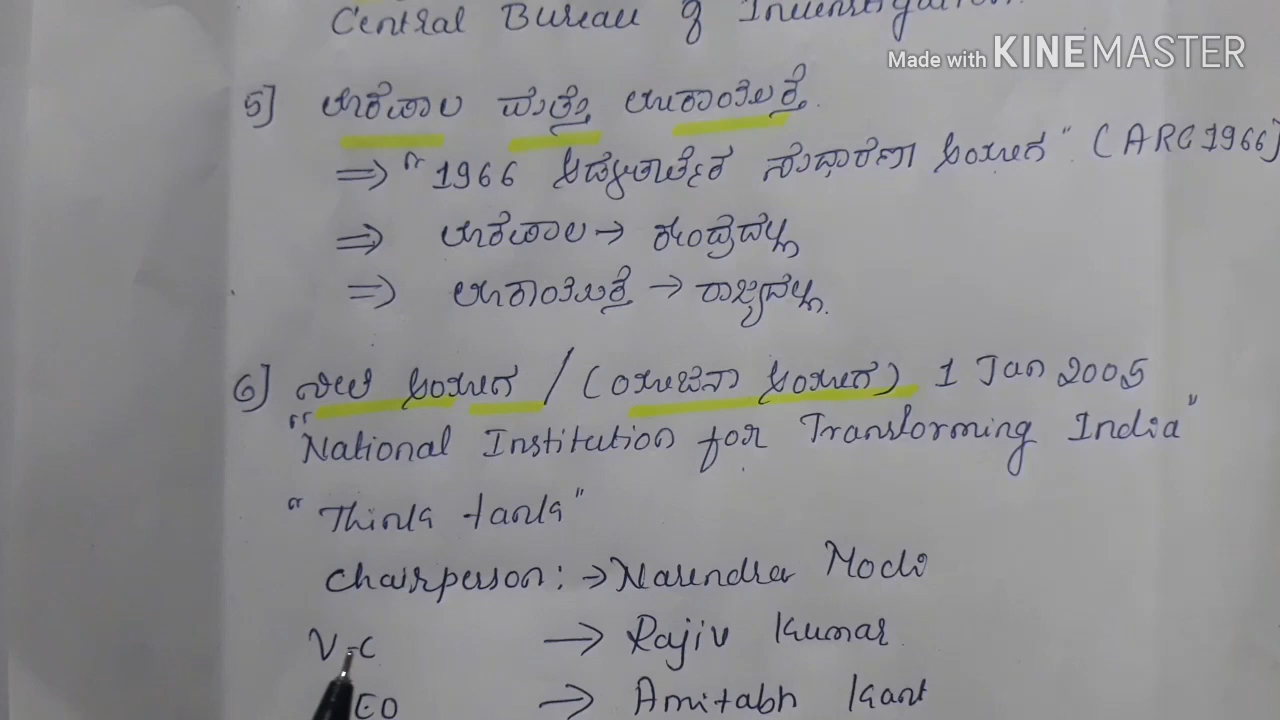 Central Bureau of Invenstigation
Made with KINEMASTER
5] ಲೋಕಪಾಲ ಮತ್ತು ಲೋಕಾಯುಕ್ತ.
⇒ "1966 ಆಡಳಿತಾತ್ಮಕ ಸುಧಾರಣಾ ಆಯೋಗ" (ARC 1966)
⇒ ಲೋಕಪಾಲ → ಕೇಂದ್ರದಲ್ಲಿ
⇒ ಲೋಕಾಯುಕ್ತ → ರಾಜ್ಯದಲ್ಲಿ.
6] ನೀತಿ ಆಯೋಗ / (ಯೋಜನಾ ಆಯೋಗ) 1 Jan 2005
"National Institution for Transforming India"
"Think tank"
Chairperson: → Narendra Modi
V-C → Rajiv Kumar
EO → Amitabh Kant